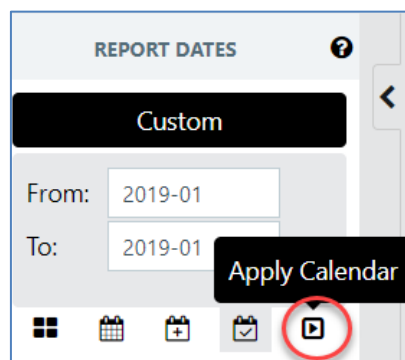 REPORT DATES
Custom
From: 2019-01
To: 2019-01
Apply Calendar